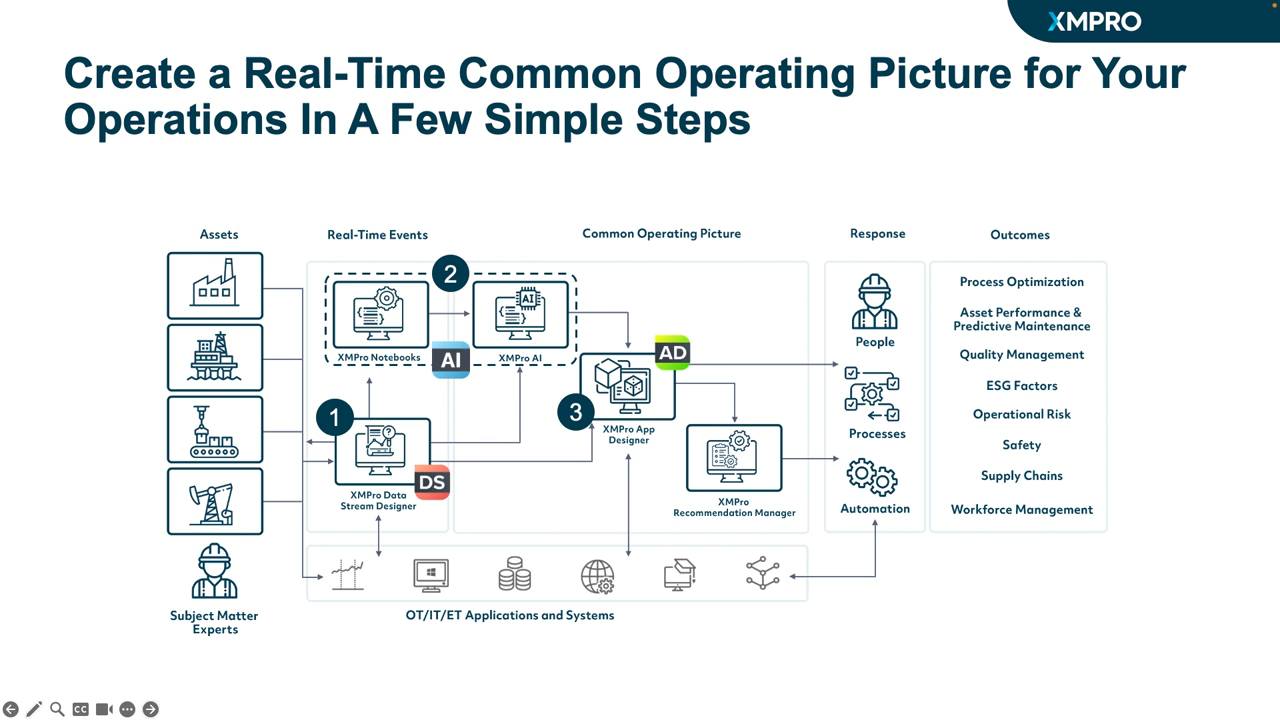 XMPRO
Create a Real-Time Common Operating Picture for Your
Operations In A Few Simple Steps
Assets
Real-Time Events
Common Operating Picture
Response
Outcomes
2
AI
XMPro Notebooks
AI
XMPro AI
AD
3
XMPro App
Designer
1
DS
XMPro Data
Stream Designer
XMPro
Recommendation Manager
People
Processes
Automation
Process Optimization
Asset Performance &
Predictive Maintenance
Quality Management
ESG Factors
Operational Risk
Safety
Supply Chains
Workforce Management
Subject Matter
Experts
OT/IT/ET Applications and Systems
CC